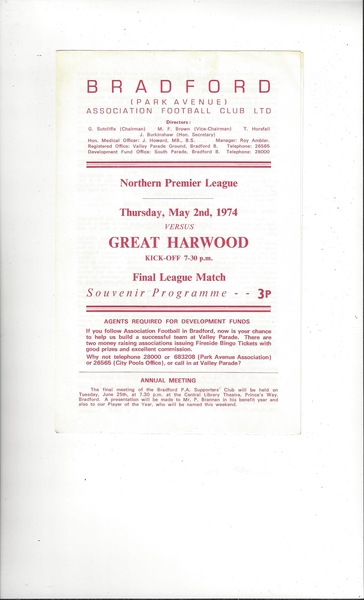 BRADFORD
(PARK AVENUE)
ASSOCIATION FOOTBALL CLUB LTD
Directors:
G. Sutcliffe (Chairman) M. F. Brown (Vice-Chairman) T. Horsfall
J. Burkinshaw (Hon. Secretary)
Hon. Medical Officer: J. Howard, MB., B.S. Manager: Roy Ambler.
Registered Office: Valley Parade Ground, Bradford 8. Telephone: 26565
Development Fund Office: South Parade, Bradford 8. Telephone: 28000
Northern Premier League
Thursday, May 2nd, 1974
VERSUS
GREAT HARWOOD
KICK-OFF 7-30 p.m.
Final League Match
Souvenir Programme - - 3P
AGENTS REQUIRED FOR DEVELOPMENT FUNDS
If you follow Association Football in Bradford, now is your chance
to help us build a successful team at Valley Parade. There are
two money raising associations issuing Fireside Bingo Tickets with
good prizes and excellent commission.
Why not telephone 28000 or 683208 (Park Avenue Association)
or 26565 (City Pools Office), or call in at Valley Parade?
ANNUAL MEETING
The final meeting of the Bradford P.A. Supporters' Club will be held on
Tuesday, June 25th, at 7.30 p.m. at the Central Library Theatre, Prince's Way,
Bradford. A presentation will be made to Mr. P. Brannan in his benefit year and
also to our Player of the Year, who will be named this weekend.